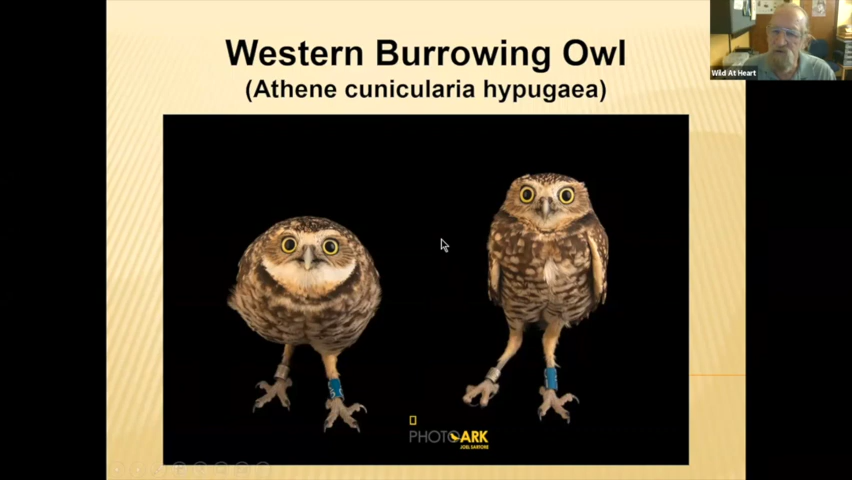 Western Burrowing Owl
(Athene cunicularia hypugaea)
Wild At Heart
PHOTOARK
JOEL SARTORE